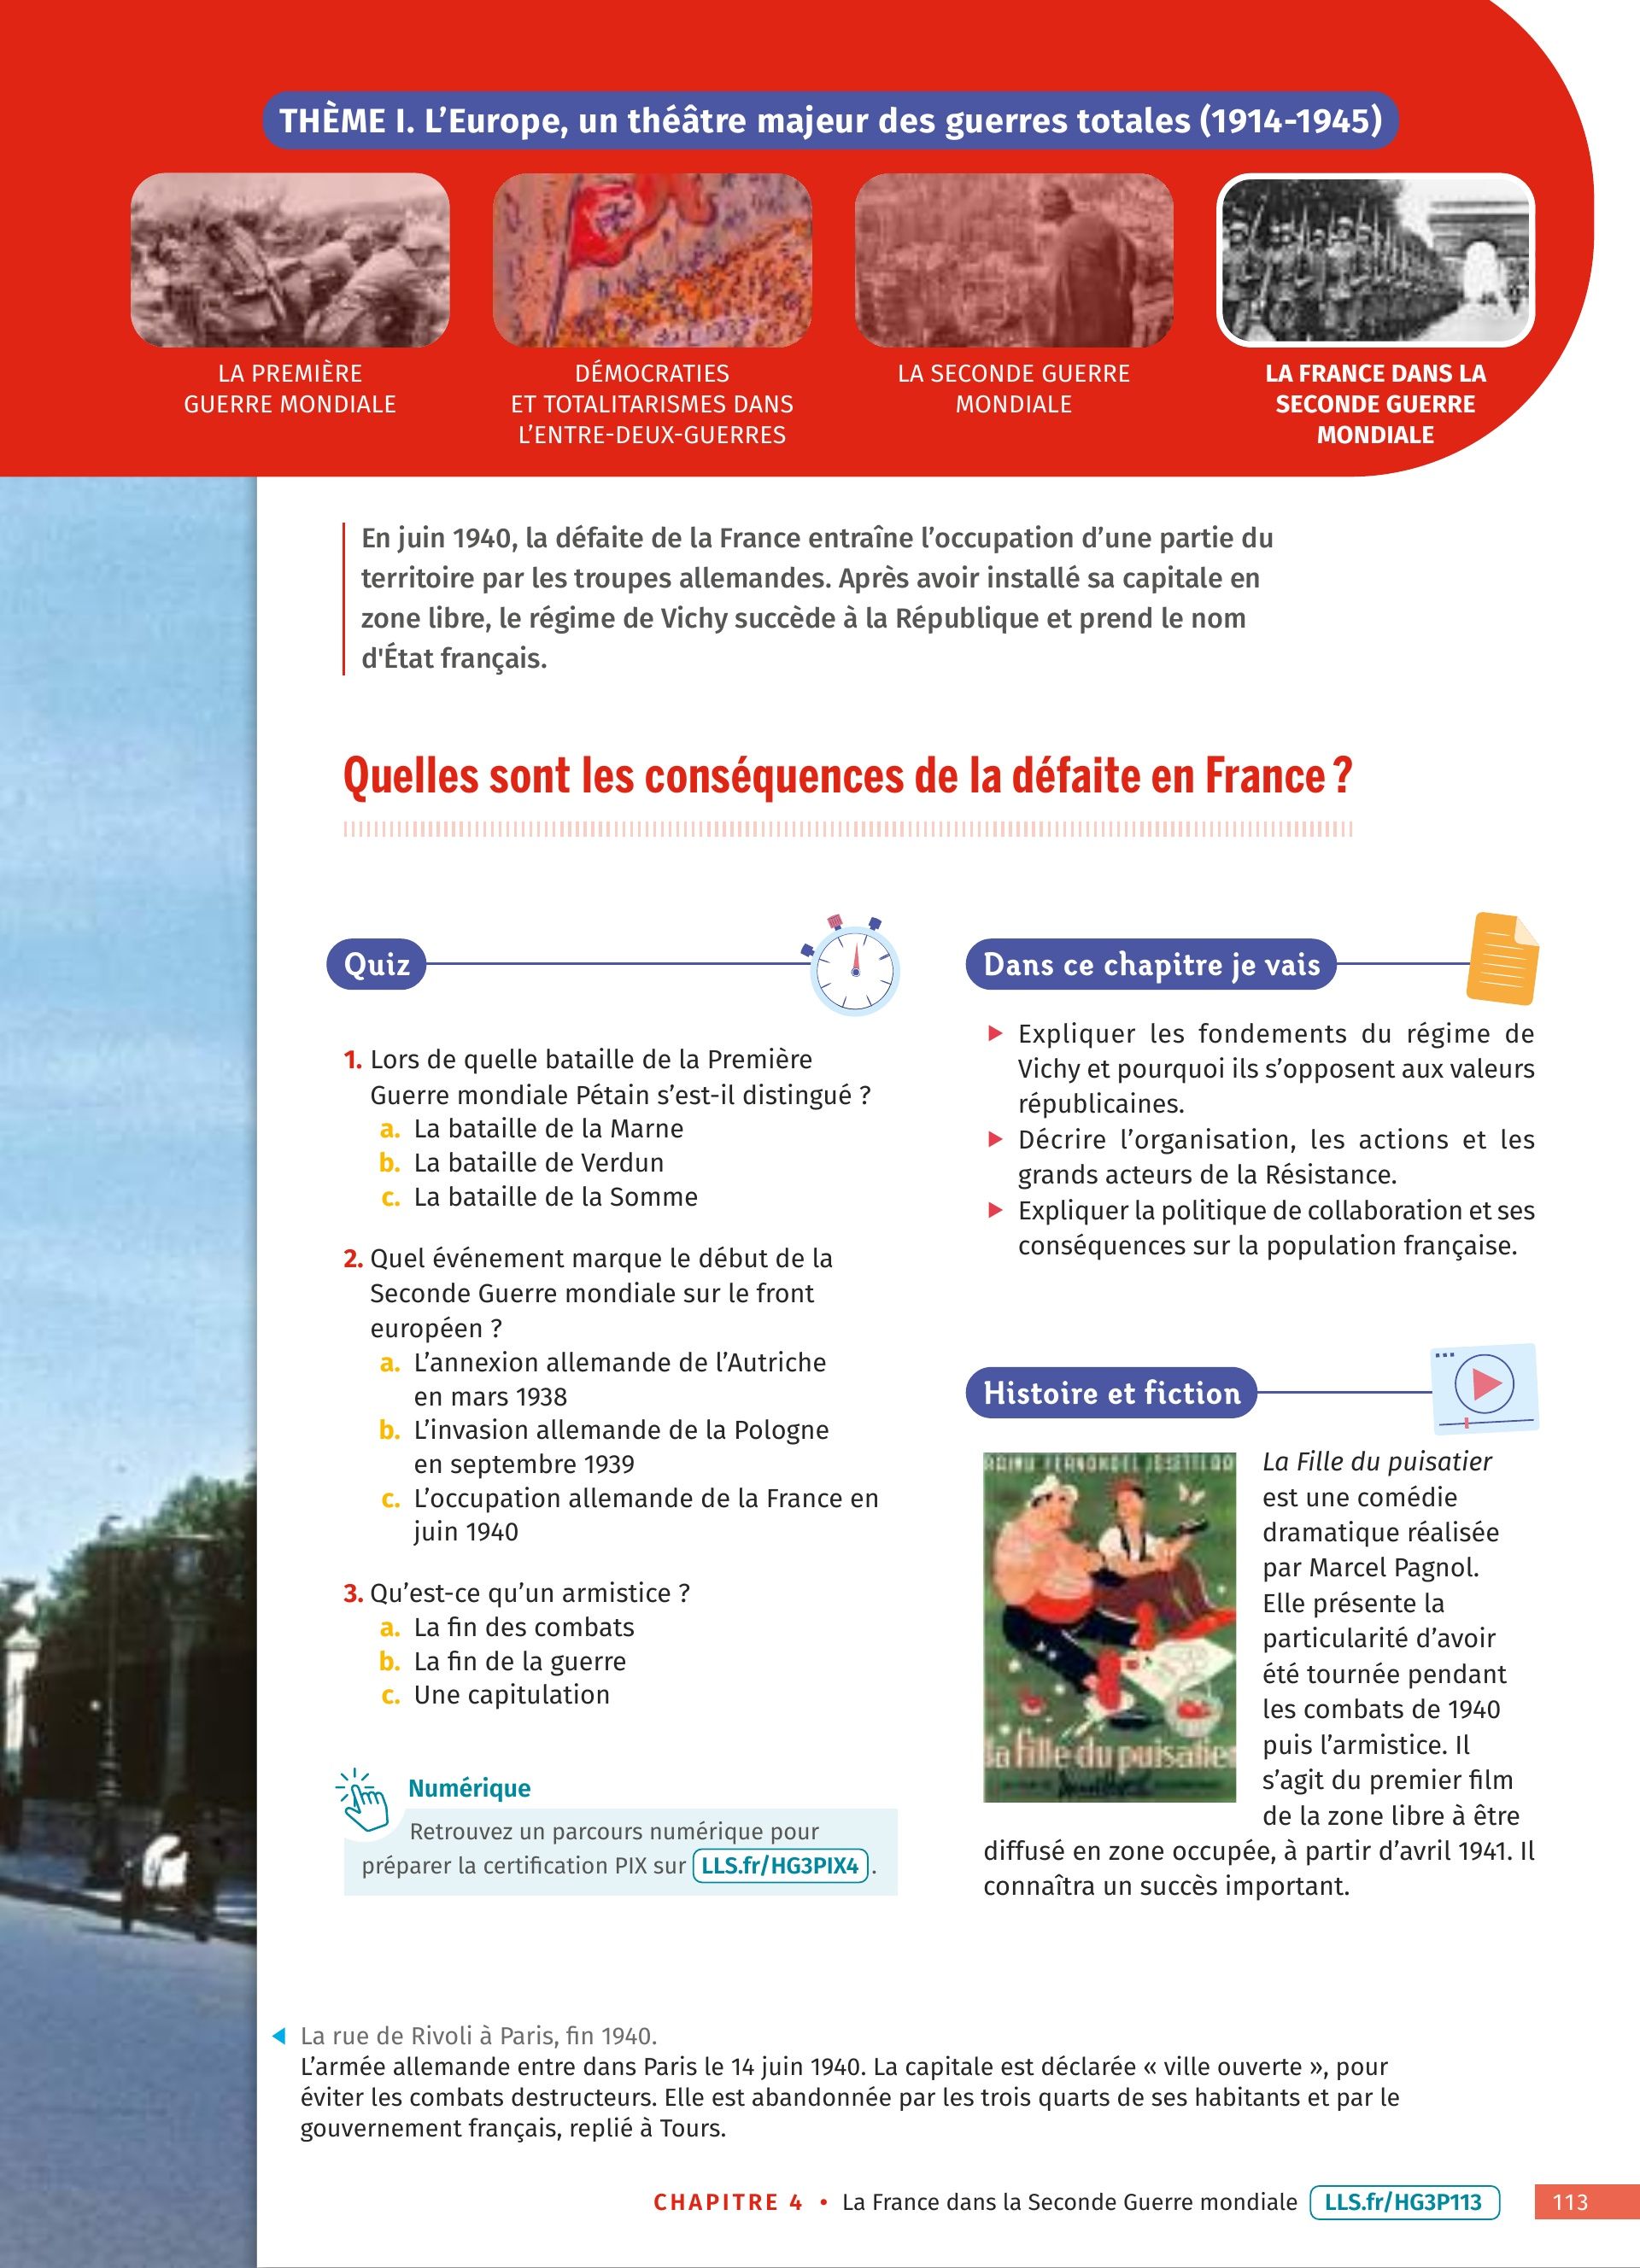 THÈME I. L’Europe, un théâtre majeur des guerres totales (1914-1945)
LA PREMIÈRE
GUERRE MONDIALE
DÉMOCRATIES
ET TOTALITARISMES DANS
L’ENTRE-DEUX-GUERRES
LA SECONDE GUERRE
MONDIALE
LA FRANCE DANS LA
SECONDE GUERRE
MONDIALE
En juin 1940, la défaite de la France entraîne l’occupation d’une partie du
territoire par les troupes allemandes. Après avoir installé sa capitale en
zone libre, le régime de Vichy succède à la République et prend le nom
d'État français.
Quelles sont les conséquences de la défaite en France ?
Quiz
1. Lors de quelle bataille de la Première
Guerre mondiale Pétain s’est-il distingué ?
a. La bataille de la Marne
b. La bataille de Verdun
c. La bataille de la Somme
2. Quel événement marque le début de la
Seconde Guerre mondiale sur le front
européen ?
a. L’annexion allemande de l’Autriche
en mars 1938
b. L’invasion allemande de la Pologne
en septembre 1939
c. L’occupation allemande de la France en
juin 1940
3. Qu’est-ce qu’un armistice ?
a. La fin des combats
b. La fin de la guerre
c. Une capitulation
Numérique
Retrouvez un parcours numérique pour
préparer la certification PIX sur LLS.fr/HG3PIX4 .
Dans ce chapitre je vais
Expliquer les fondements du régime de
Vichy et pourquoi ils s’opposent aux valeurs
républicaines.
Décrire l’organisation, les actions et les
grands acteurs de la Résistance.
Expliquer la politique de collaboration et ses
conséquences sur la population française.
Histoire et fiction
RAIMU FERNANDEL JOSETTE
la fille du puisatier
La Fille du puisatier
est une comédie
dramatique réalisée
par Marcel Pagnol.
Elle présente la
particularité d’avoir
été tournée pendant
les combats de 1940
puis l’armistice. Il
s’agit du premier film
de la zone libre à être
diffusé en zone occupée, à partir d’avril 1941. Il
connaîtra un succès important.
La rue de Rivoli à Paris, fin 1940.
L’armée allemande entre dans Paris le 14 juin 1940. La capitale est déclarée « ville ouverte », pour
éviter les combats destructeurs. Elle est abandonnée par les trois quarts de ses habitants et par le
gouvernement français, replié à Tours.
CHAPITRE 4 • La France dans la Seconde Guerre mondiale LLS.fr/HG3P113 113